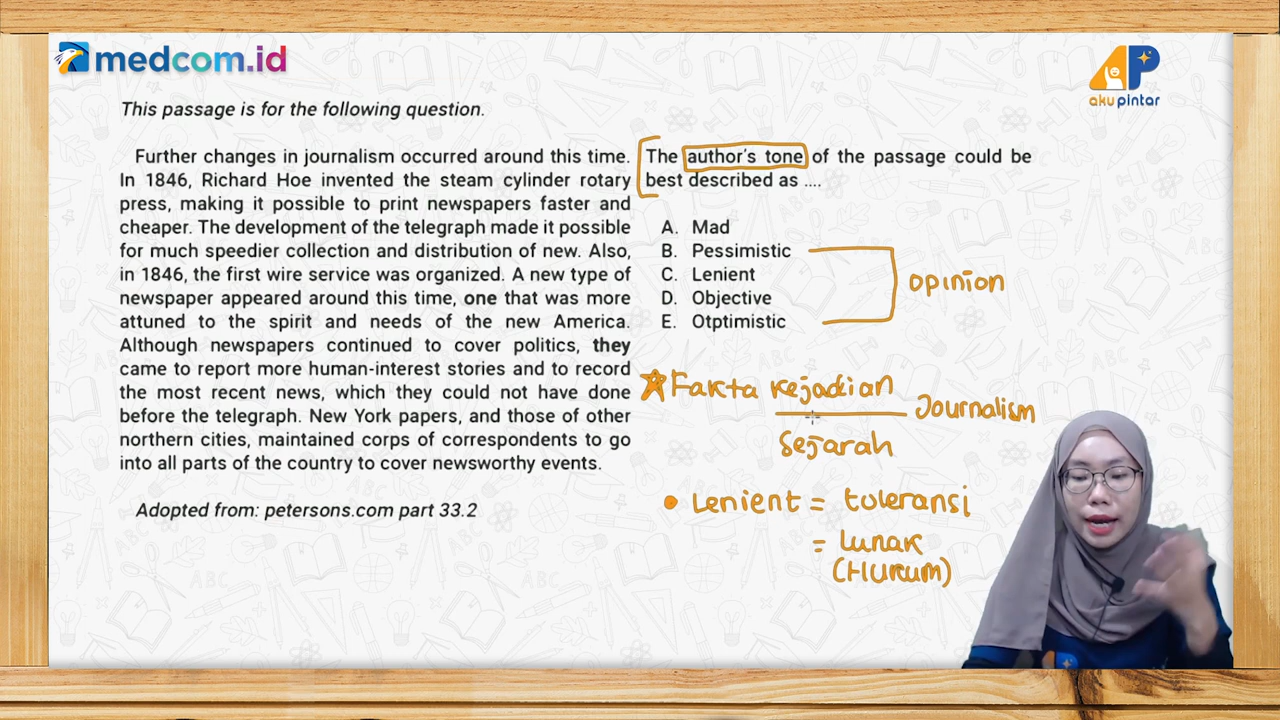 medcom.id
AP
aku pintar
This passage is for the following question.
Further changes in journalism occurred around this time.
In 1846, Richard Hoe invented the steam cylinder rotary
press, making it possible to print newspapers faster and
cheaper. The development of the telegraph made it possible
for much speedier collection and distribution of new. Also,
in 1846, the first wire service was organized. A new type of
newspaper appeared around this time, one that was more
attuned to the spirit and needs of the new America.
Although newspapers continued to cover politics, they
came to report more human-interest stories and to record
the most recent news, which they could not have done
before the telegraph. New York papers, and those of other
northern cities, maintained corps of correspondents to go
into all parts of the country to cover newsworthy events.
Adopted from: petersons.com part 33.2
The author's tone of the passage could be
best described as ....
A. Mad
B. Pessimistic
C. Lenient
D. Objective
E. Otptimistic
opinion
Fakta Kejadian
Journalism
Sejarah
Lenient = toleransi
= Lunak
(Hukum)